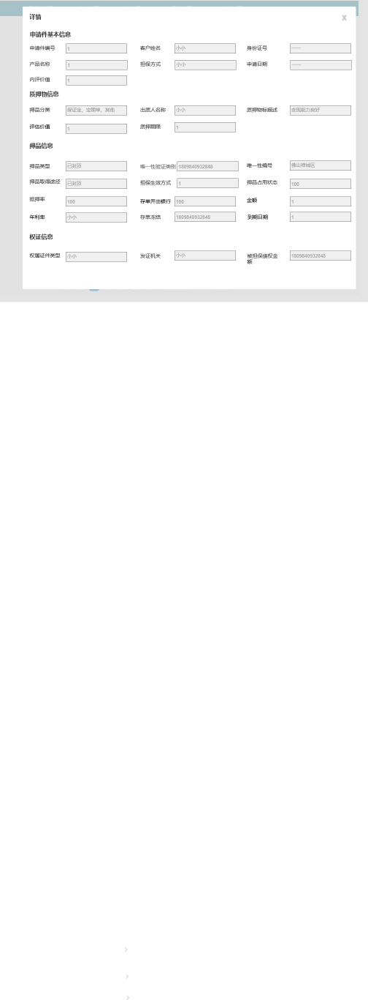 详情 X
申请件基本信息
申请件编号 1 客户姓名 小小 身份证号 ——
产品名称 1 担保方式 小小 申请日期 ——
内评价值 1
质押物信息
押品分类 保证金、定期单、其他 出质人名称 小小 质押物标描述 变现能力良好
评估价值 1 质押期限 1
押品信息
押品类型 已封顶 唯一性验证类别 1809840932848 唯一性编号 佛山禅城区
押品取得途径 已封顶 担保生效方式 1 押品占用状态 100
抵押率 100 存单开出银行 100 金额 1
年利率 小小 存单冻结 1809840932848 到期日期 1
权证信息
权属证件类型 小小 发证机关 小小 被担保债权金 1809840932848
额